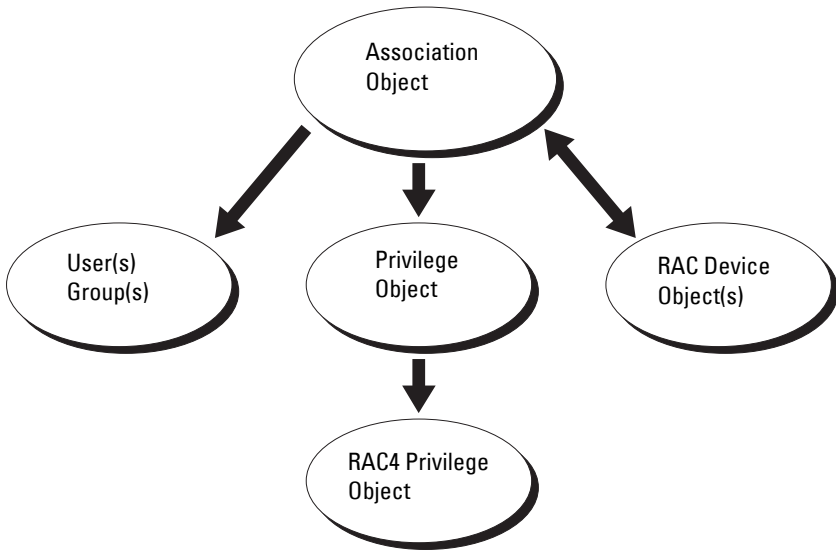 Association
Object
User(s)
Group(s)
Privilege
Object
RAC Device
Object(s)
RAC4 Privilege
Object